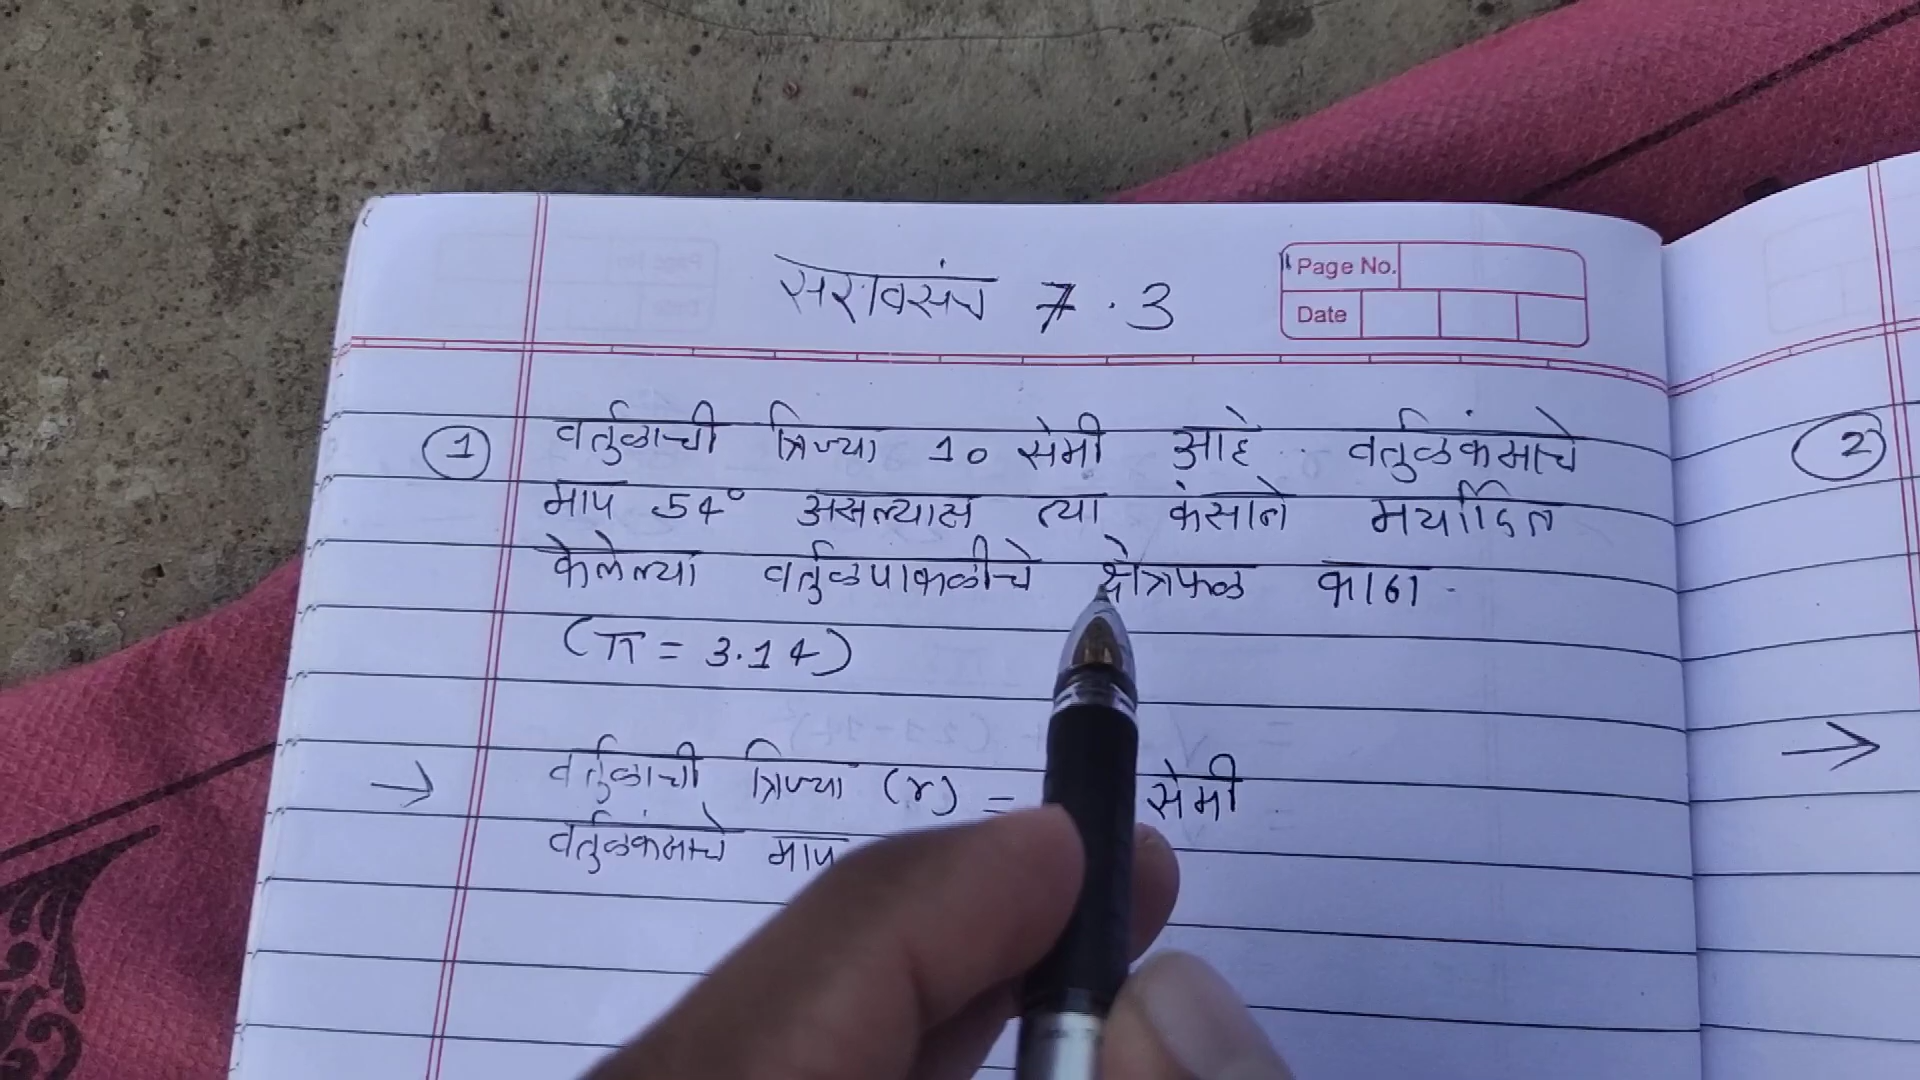 सरावसंच 7.3
Page No.
Date
1 वर्तुळाची त्रिज्या 10 सेमी आहे. वर्तुळकंसाचे
माप 54° असल्यास त्या कंसाने मर्यादित
केलेल्या वर्तुळपाकळीचे क्षेत्रफळ काढा.
(π = 3.14)
→ वर्तुळाची त्रिज्या (r) = सेमी
वर्तुळकंसाचे माप
2
→